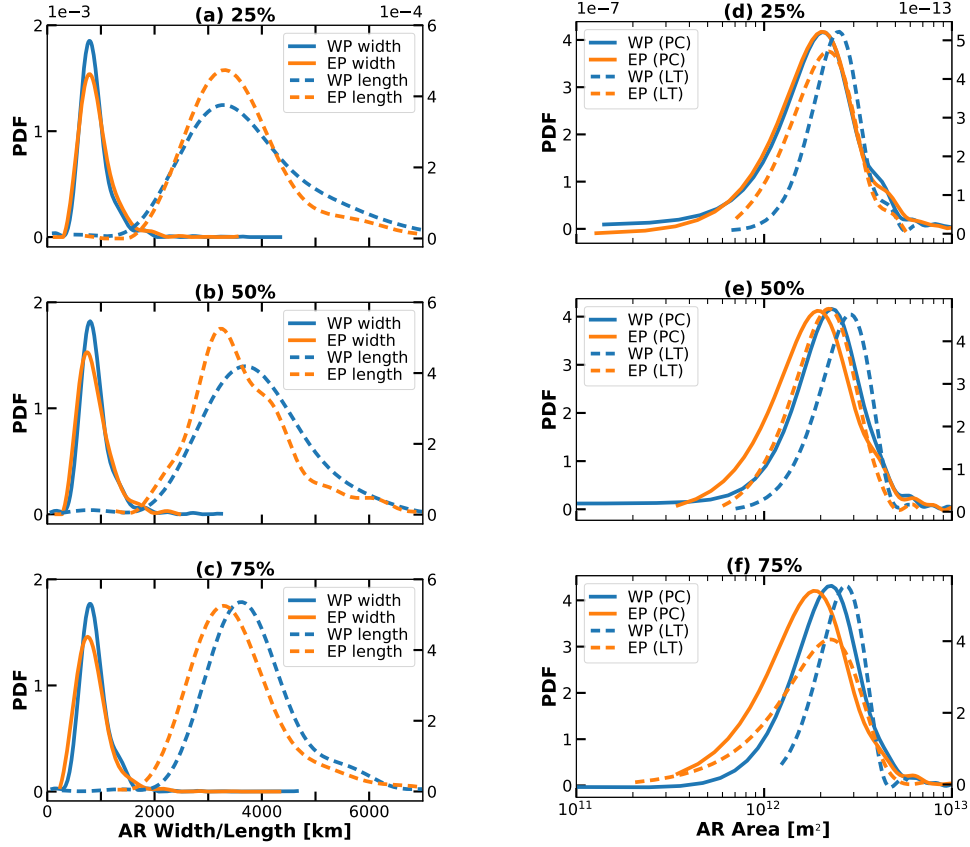 1e−3
(a) 25%
1e−4
2
1
0
6
4
2
0
PDF
WP width
EP width
WP length
EP length
(b) 50%
2
1
0
6
4
2
0
PDF
WP width
EP width
WP length
EP length
(c) 75%
2
1
0
6
4
2
0
PDF
WP width
EP width
WP length
EP length
0
2000
4000
6000
AR Width/Length [km]
1e−7
(d) 25%
1e−13
4
3
2
1
0
5
4
3
2
1
0
PDF
WP (PC)
EP (PC)
WP (LT)
EP (LT)
(e) 50%
4
3
2
1
0
4
3
2
1
0
PDF
WP (PC)
EP (PC)
WP (LT)
EP (LT)
(f) 75%
4
3
2
1
0
4
2
0
PDF
WP (PC)
EP (PC)
WP (LT)
EP (LT)
10¹¹
10¹²
10¹³
AR Area [m²]